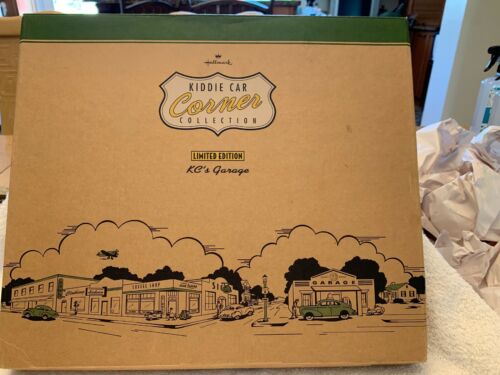 Hallmark
KIDDIE CAR
Corner
COLLECTION
LIMITED EDITION
KC's Garage
COFFEE SHOP
GARAGE